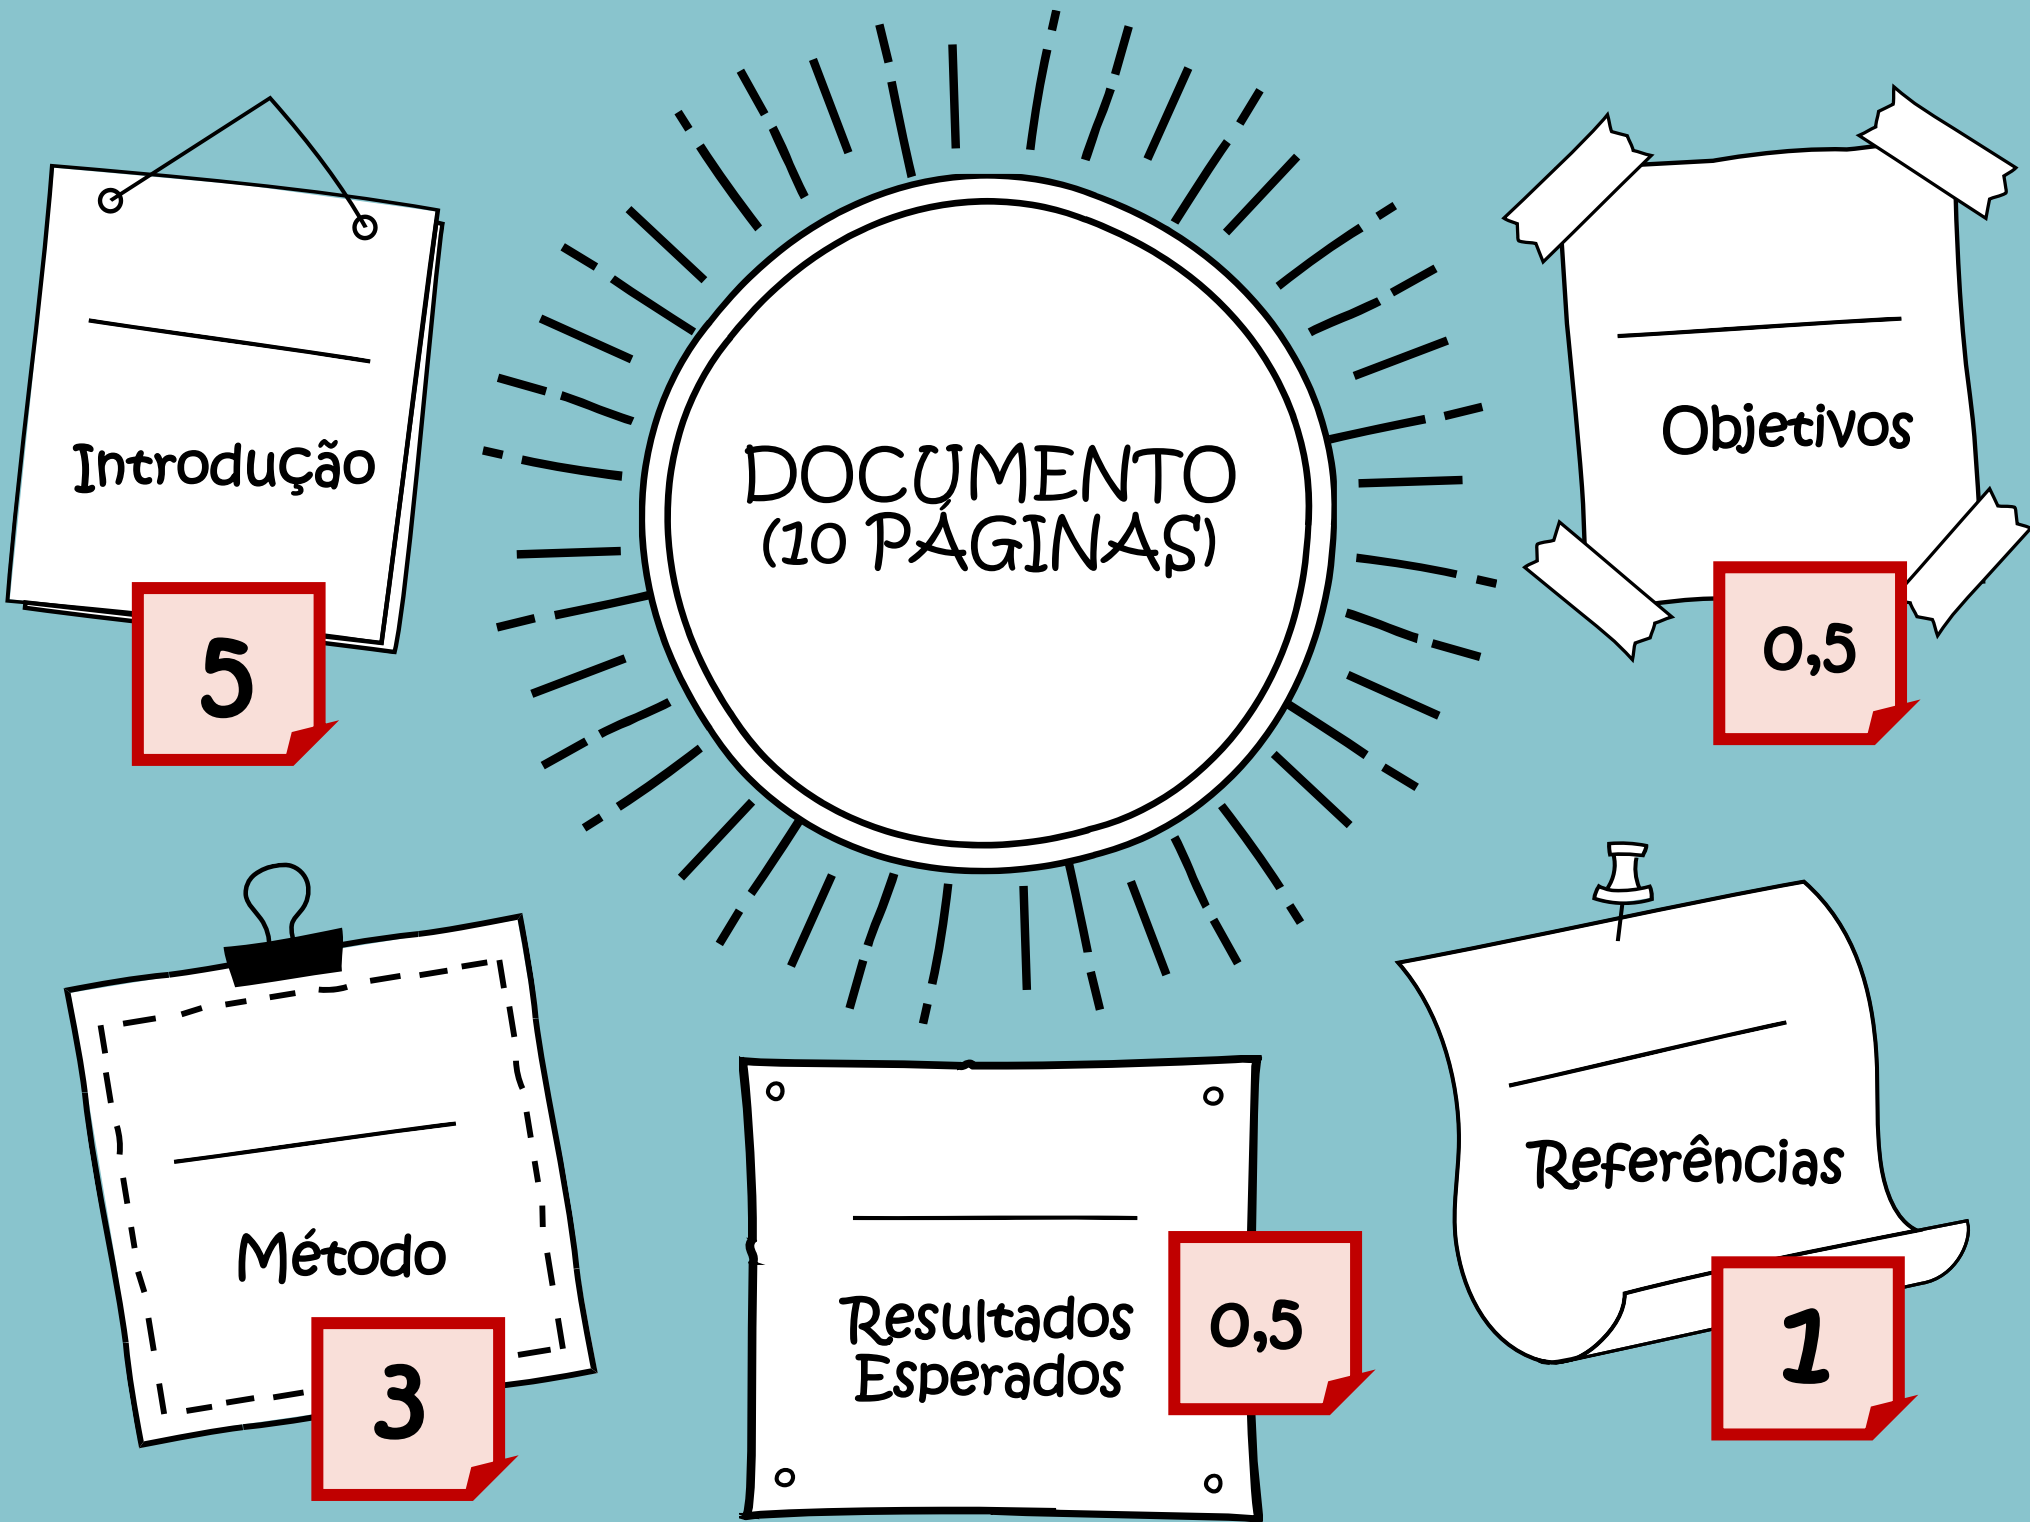 DOCUMENTO
(10 PÁGINAS)
Introdução
5
Objetivos
0,5
Método
3
Resultados
Esperados
0,5
Referências
1